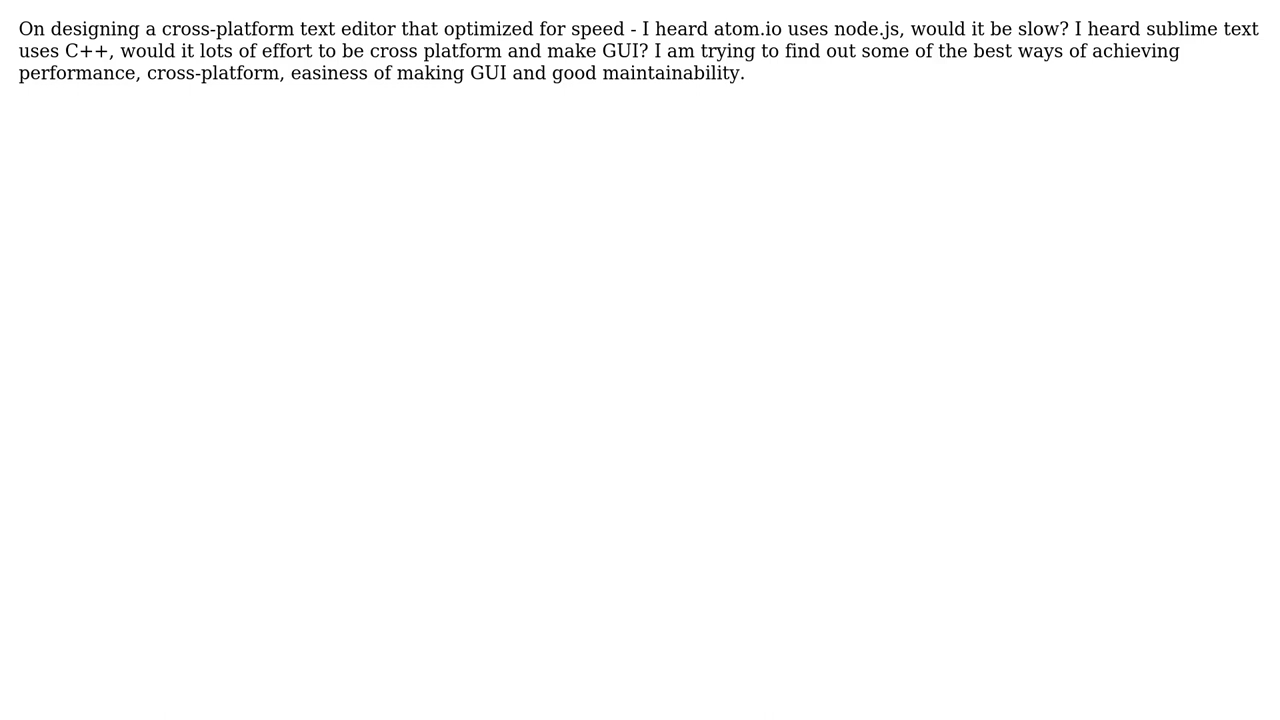 On designing a cross-platform text editor that optimized for speed - I heard atom.io uses node.js, would it be slow? I heard sublime text
uses C++, would it lots of effort to be cross platform and make GUI? I am trying to find out some of the best ways of achieving
performance, cross-platform, easiness of making GUI and good maintainability.